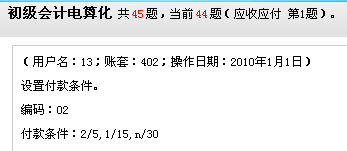 初级会计电算化 共45题，当前44题（应收应付 第1题）。
（用户名：13；账套：402；操作日期：2010年1月1日）
设置付款条件。
编码：02
付款条件：2/5,1/15,n/30